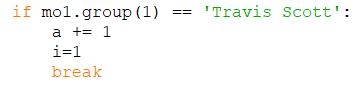 if mo1.group(1) == 'Travis Scott':
    a += 1
    i=1
    break